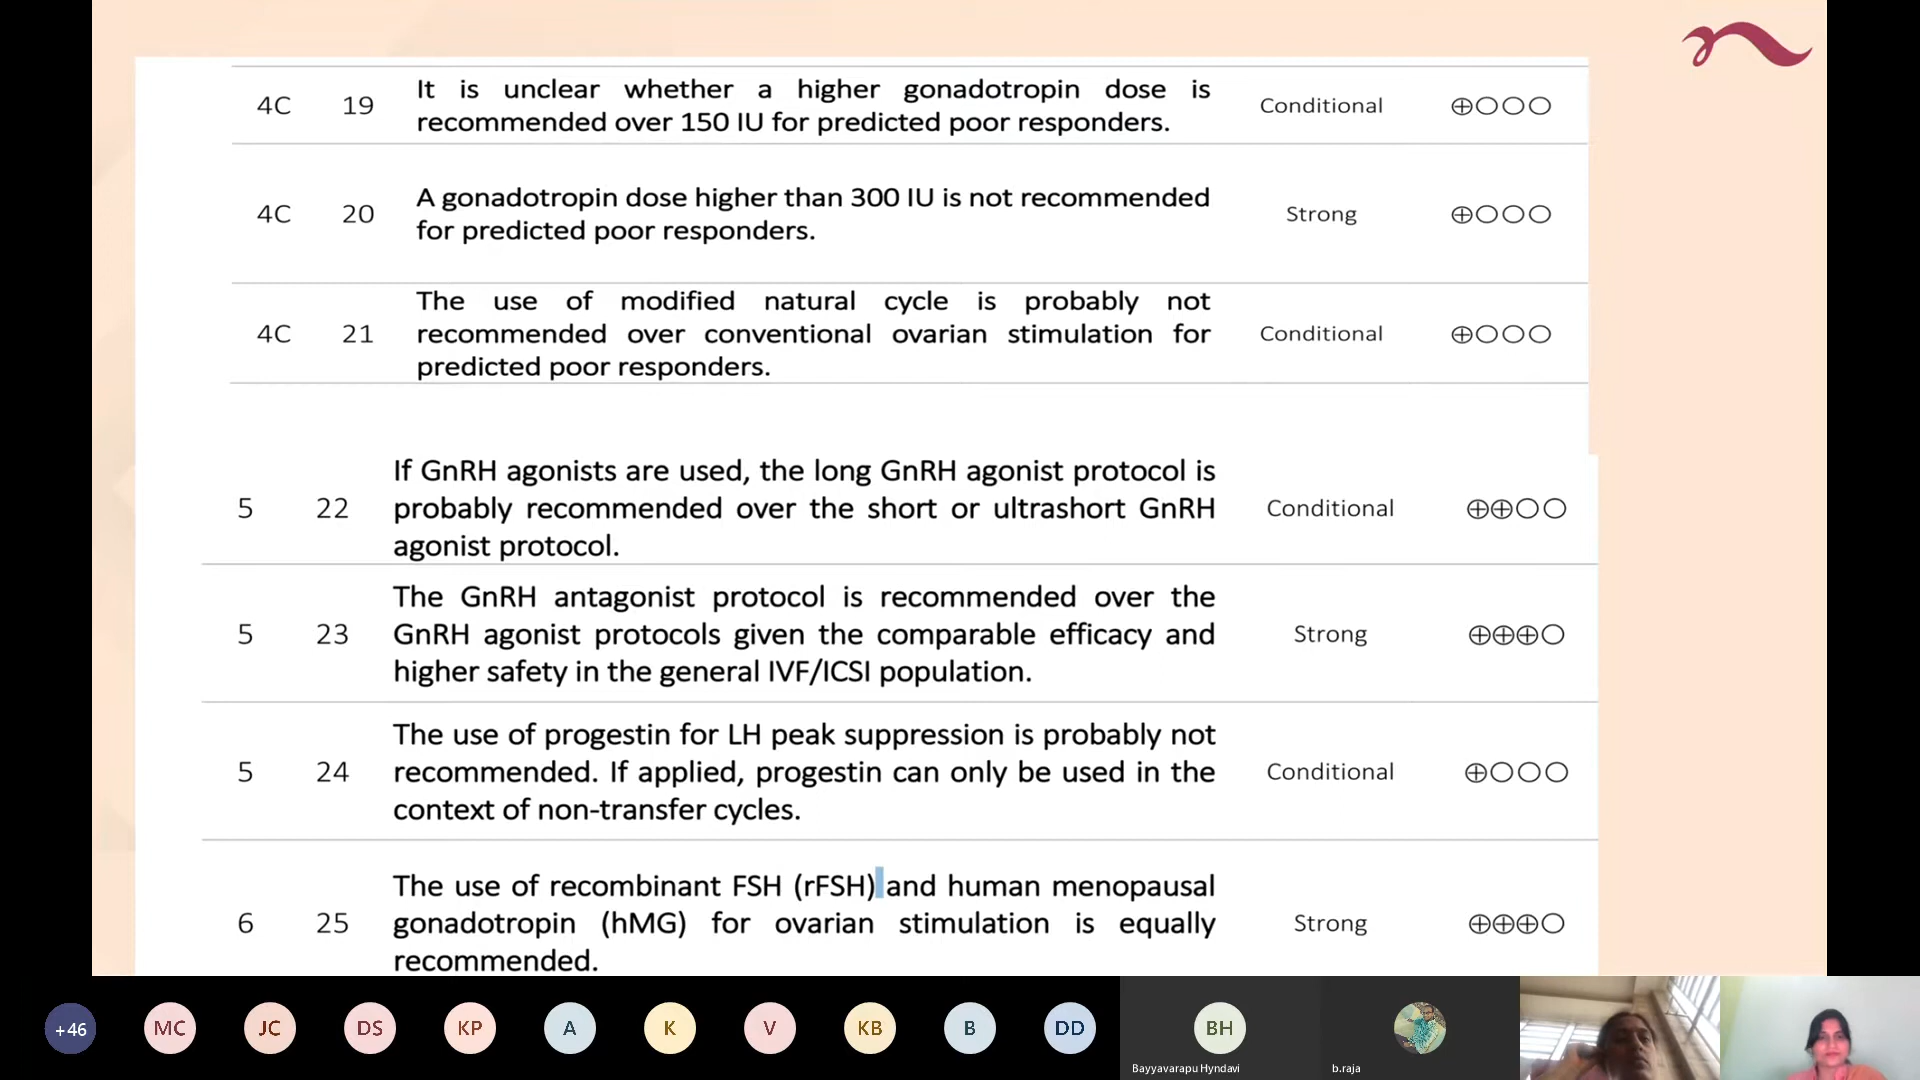 4C 19 It is unclear whether a higher gonadotropin dose is
recommended over 150 IU for predicted poor responders. Conditional ⊕○○○
4C 20 A gonadotropin dose higher than 300 IU is not recommended
for predicted poor responders. Strong ⊕○○○
4C 21 The use of modified natural cycle is probably not
recommended over conventional ovarian stimulation for
predicted poor responders. Conditional ⊕○○○
5 22 If GnRH agonists are used, the long GnRH agonist protocol is
probably recommended over the short or ultrashort GnRH
agonist protocol. Conditional ⊕⊕○○
5 23 The GnRH antagonist protocol is recommended over the
GnRH agonist protocols given the comparable efficacy and
higher safety in the general IVF/ICSI population. Strong ⊕⊕⊕○
5 24 The use of progestin for LH peak suppression is probably not
recommended. If applied, progestin can only be used in the
context of non-transfer cycles. Conditional ⊕○○○
6 25 The use of recombinant FSH (rFSH) and human menopausal
gonadotropin (hMG) for ovarian stimulation is equally
recommended. Strong ⊕⊕⊕○
+46 MC JC DS KP A K V KB B DD BH
Bayyavarapu Hyndavi b.raja